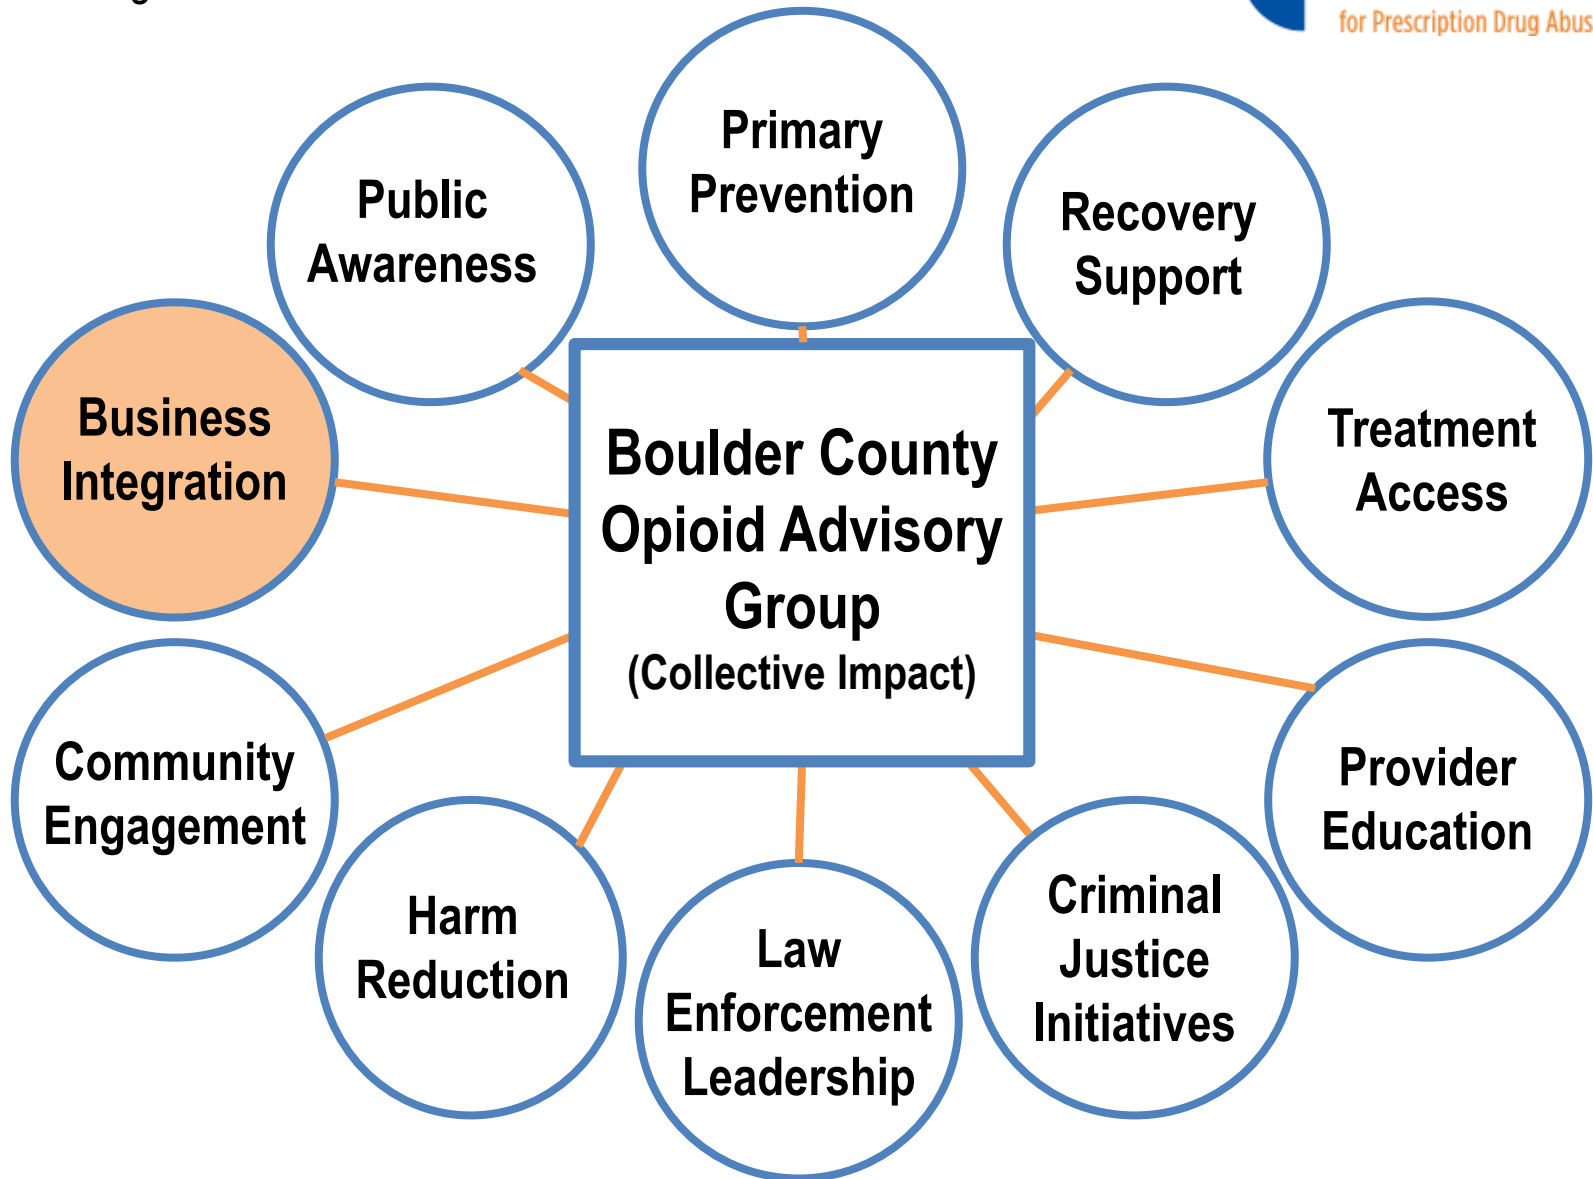 for Prescription Drug Abus
Primary
Prevention
Public
Awareness
Recovery
Support
Business
Integration
Treatment
Access
Boulder County
Opioid Advisory
Group
(Collective Impact)
Community
Engagement
Provider
Education
Harm
Reduction
Law
Enforcement
Leadership
Criminal
Justice
Initiatives